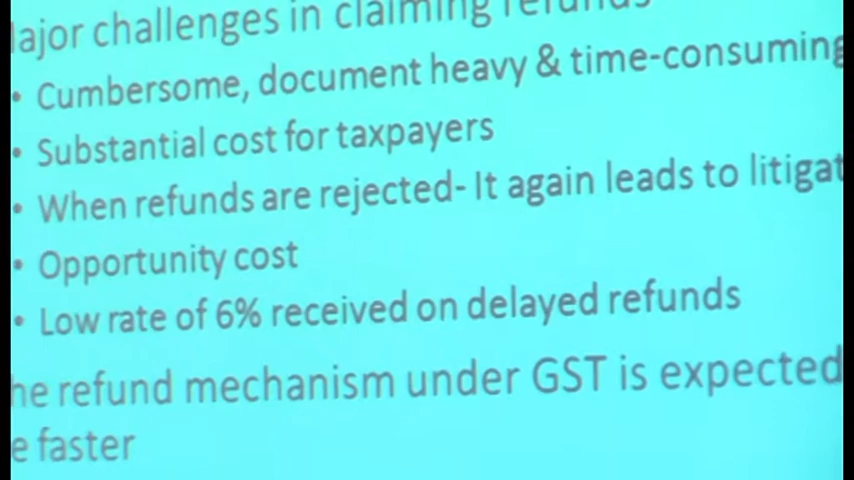 ajor challenges in claiming refunds
• Cumbersome, document heavy & time-consuming
• Substantial cost for taxpayers
• When refunds are rejected- It again leads to litigat
• Opportunity cost
• Low rate of 6% received on delayed refunds
he refund mechanism under GST is expected
e faster